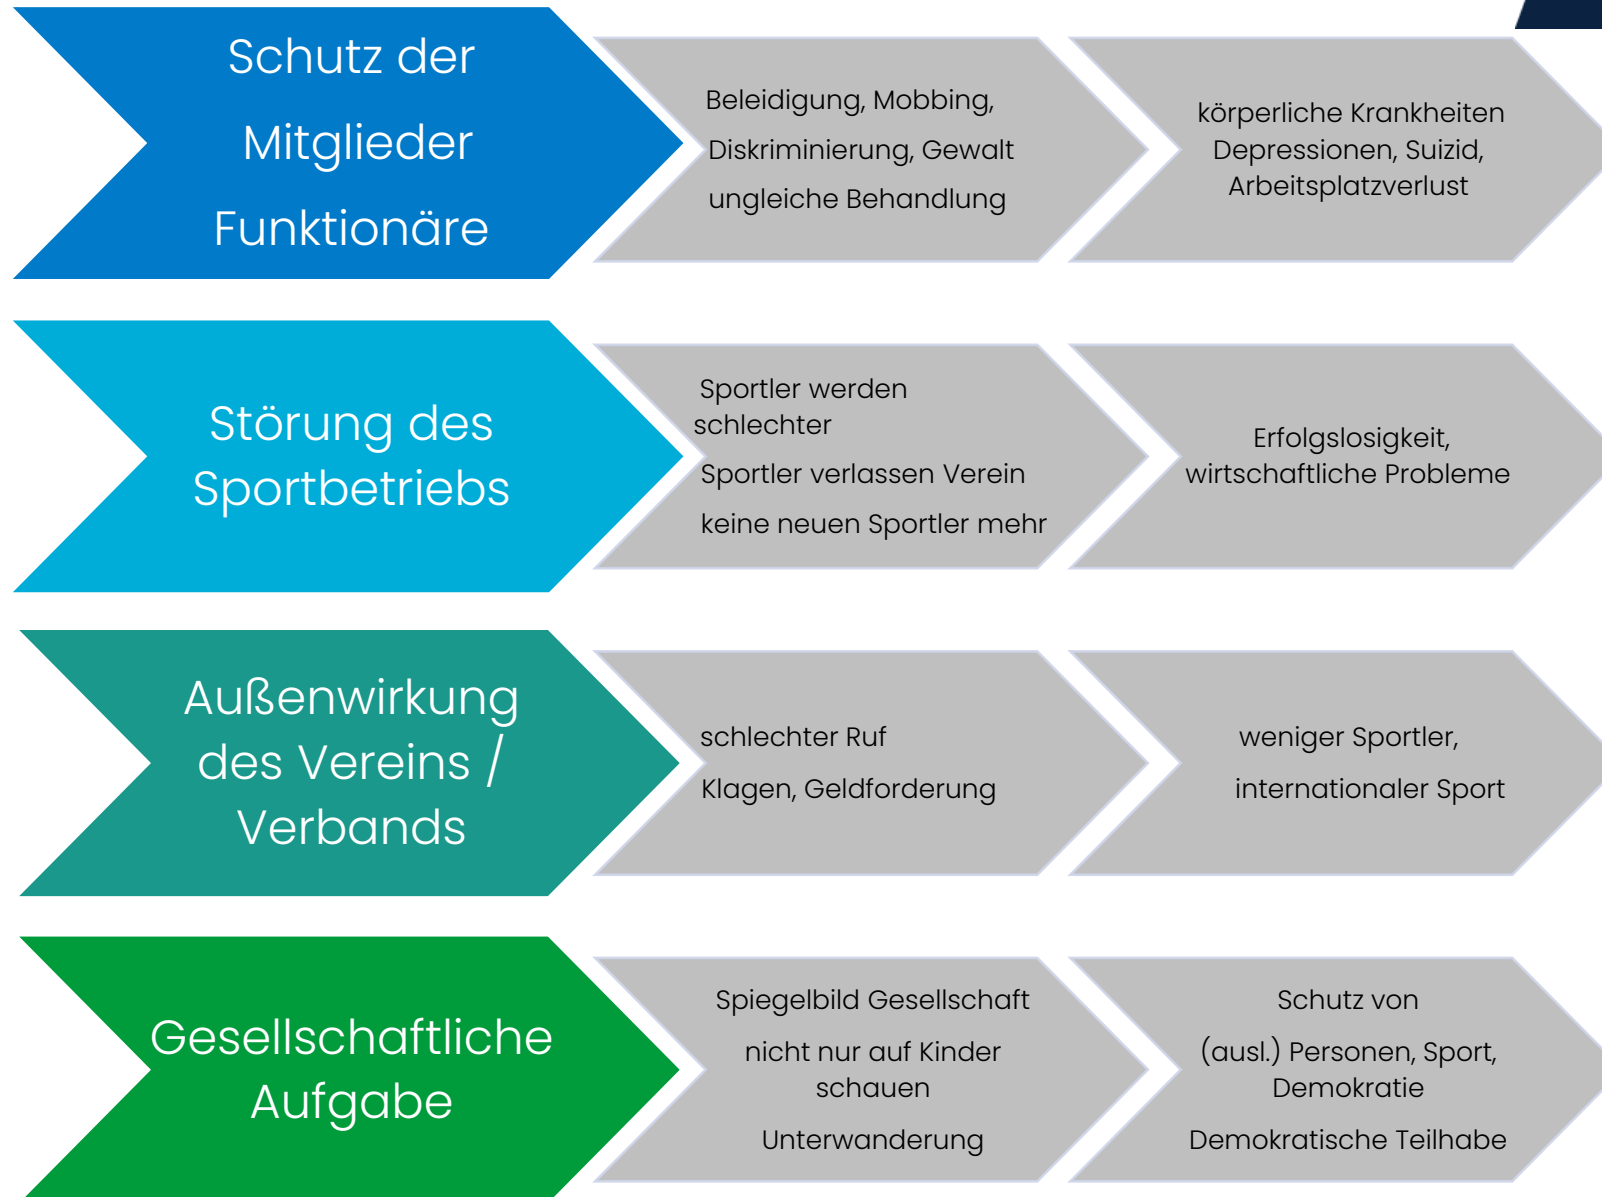 Schutz der
Mitglieder
Funktionäre
Beleidigung, Mobbing,
Diskriminierung, Gewalt
ungleiche Behandlung
körperliche Krankheiten
Depressionen, Suizid,
Arbeitsplatzverlust
Störung des
Sportbetriebs
Sportler werden
schlechter
Sportler verlassen Verein
keine neuen Sportler mehr
Erfolgslosigkeit,
wirtschaftliche Probleme
Außenwirkung
des Vereins /
Verbands
schlechter Ruf
Klagen, Geldforderung
weniger Sportler,
internationaler Sport
Gesellschaftliche
Aufgabe
Spiegelbild Gesellschaft
nicht nur auf Kinder
schauen
Unterwanderung
Schutz von
(ausl.) Personen, Sport,
Demokratie
Demokratische Teilhabe